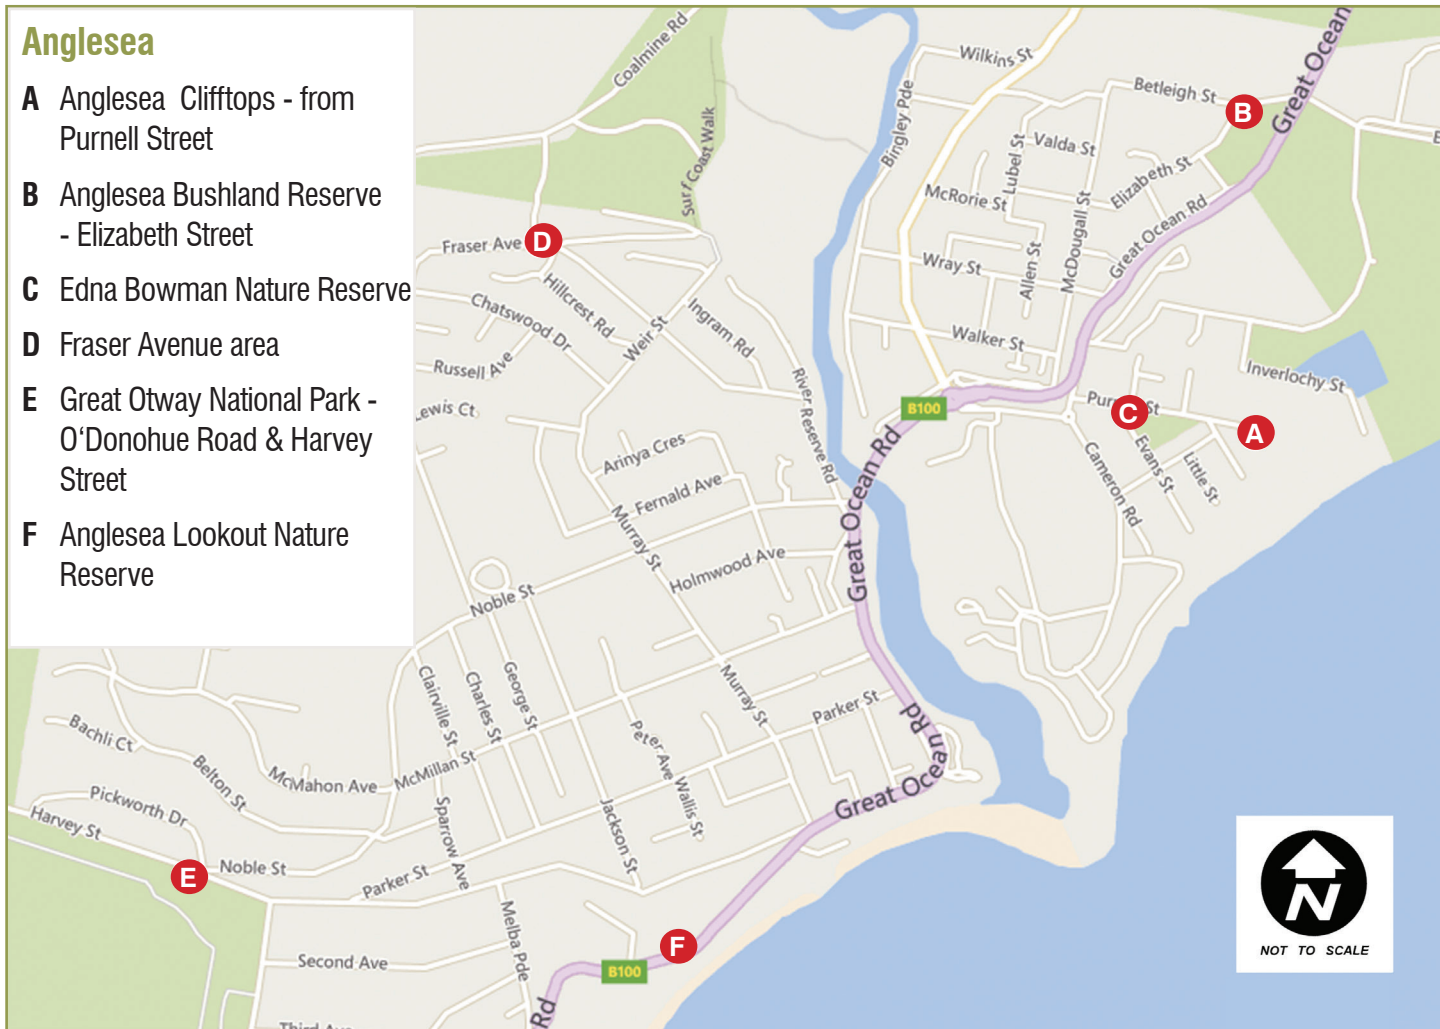 Anglesea
A Anglesea Clifftops - from
Purnell Street
B Anglesea Bushland Reserve
- Elizabeth Street
C Edna Bowman Nature Reserve
D Fraser Avenue area
E Great Otway National Park -
O‘Donohue Road & Harvey
Street
F Anglesea Lookout Nature
Reserve
Coalmine Rd
Surf Coast Walk
Wilkins St
Bingley Pde
Betleigh St
B
Great Ocean
Valda St
Lubel St
McRorie St
Elizabeth St
McDougall St
Great Ocean Rd
Fraser Ave
D
Wray St
Allen St
Hillcrest Rd
Chatswood Dr
Weir St
Ingram Rd
Walker St
Russell Ave
River Reserve Rd
Inverlochy St
Lewis Ct
B100
C
St
A
Arinya Cres
Great Ocean Rd
Cameron Rd
Evans St
Little St
Fernald Ave
Murray St
Holmwood Ave
Noble St
Clairville St
Charles St
George St
Murray St
Parker St
Peter Ave
Wallis St
Great Ocean Rd
Bachli Ct
Belton St
McMahon Ave
McMillan St
Pickworth Dr
Harvey St
Sparrow Ave
Jackson St
E
Noble St
Parker St
Melba Pde
Second Ave
F
B100
Rd
Third Ave
N
NOT TO SCALE